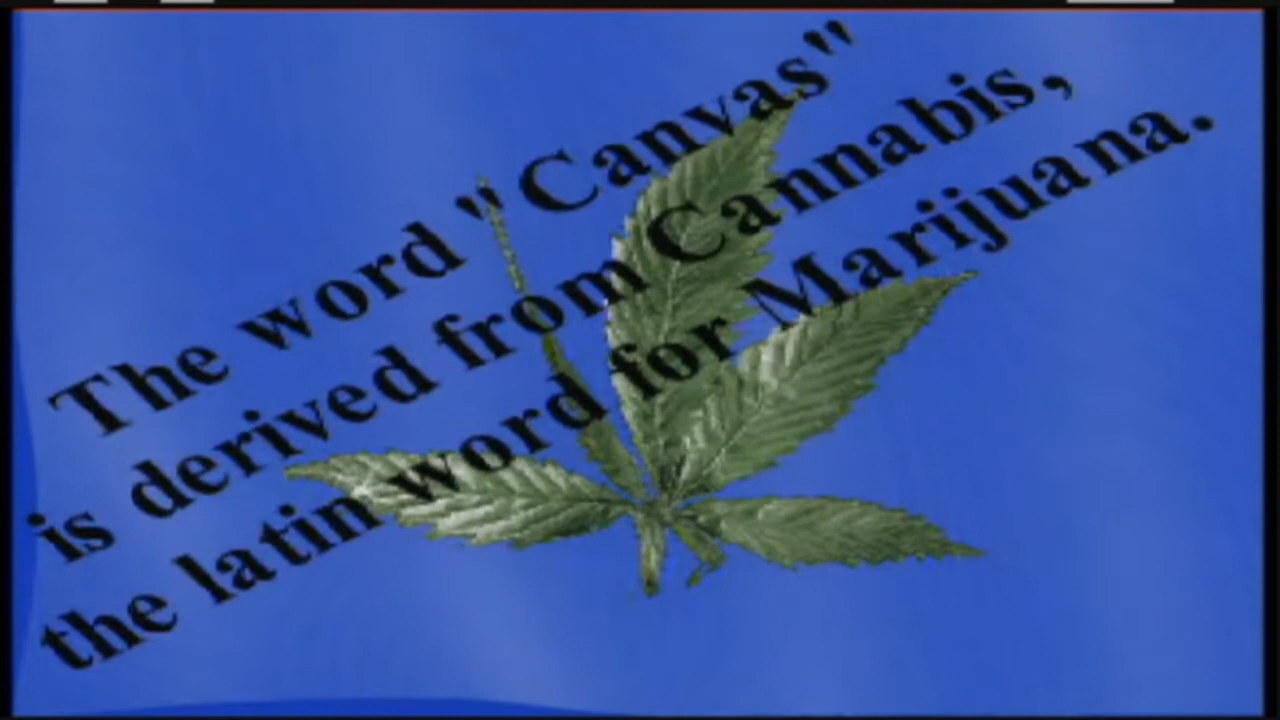 The word "Canvas"
is derived from Cannabis,
the latin word for Marijuana.